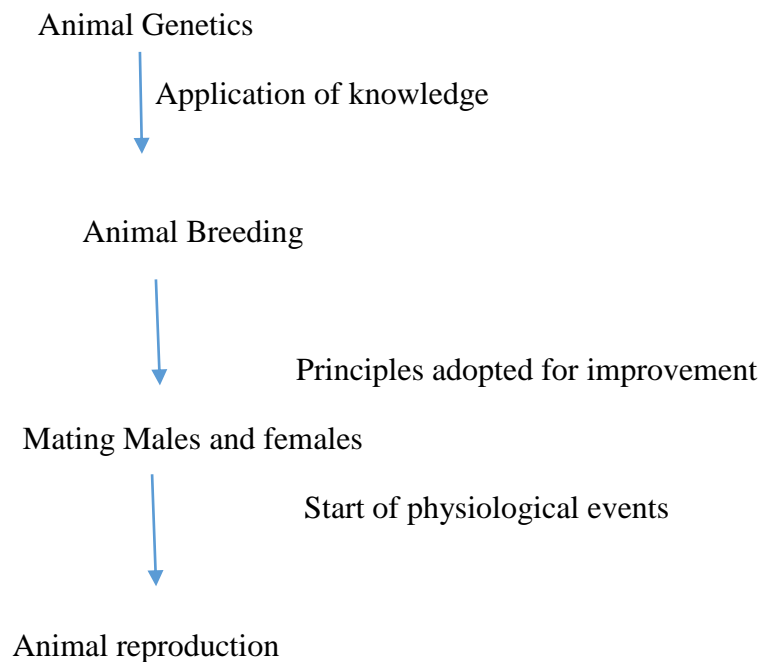 Animal Genetics
Application of knowledge
Animal Breeding
Principles adopted for improvement
Mating Males and females
Start of physiological events
Animal reproduction